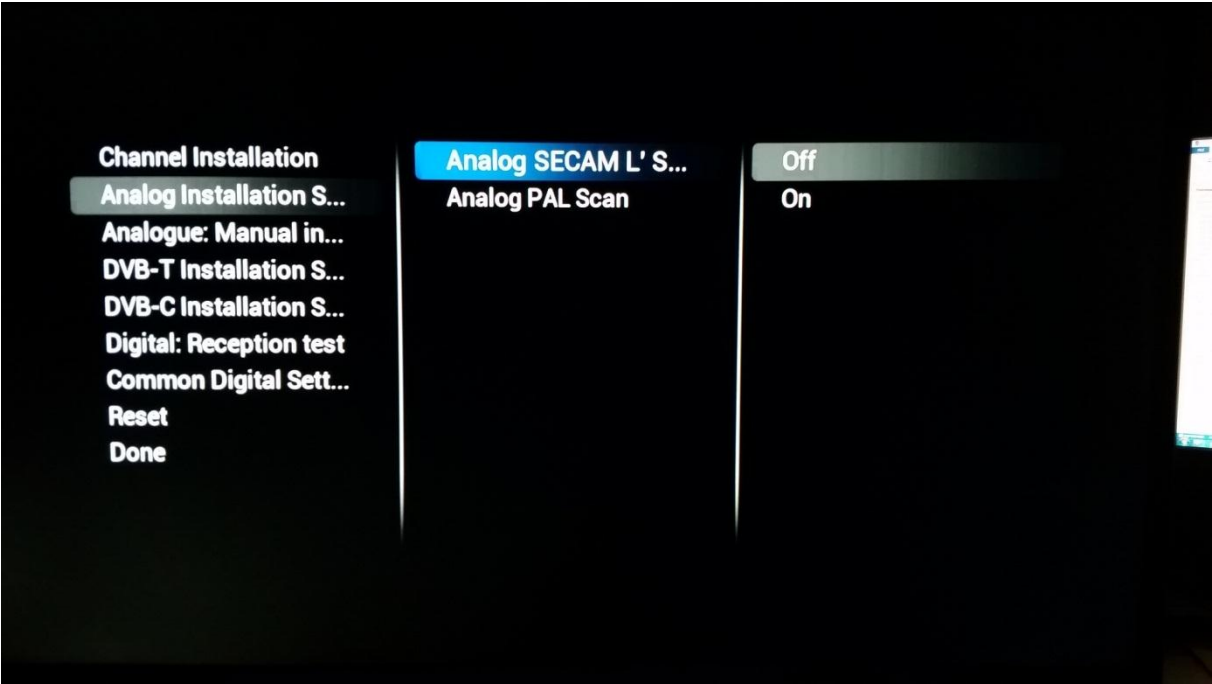 Channel Installation
Analog Installation S...
Analogue: Manual in...
DVB-T Installation S...
DVB-C Installation S...
Digital: Reception test
Common Digital Sett...
Reset
Done
Analog SECAM L' S...
Analog PAL Scan
Off
On